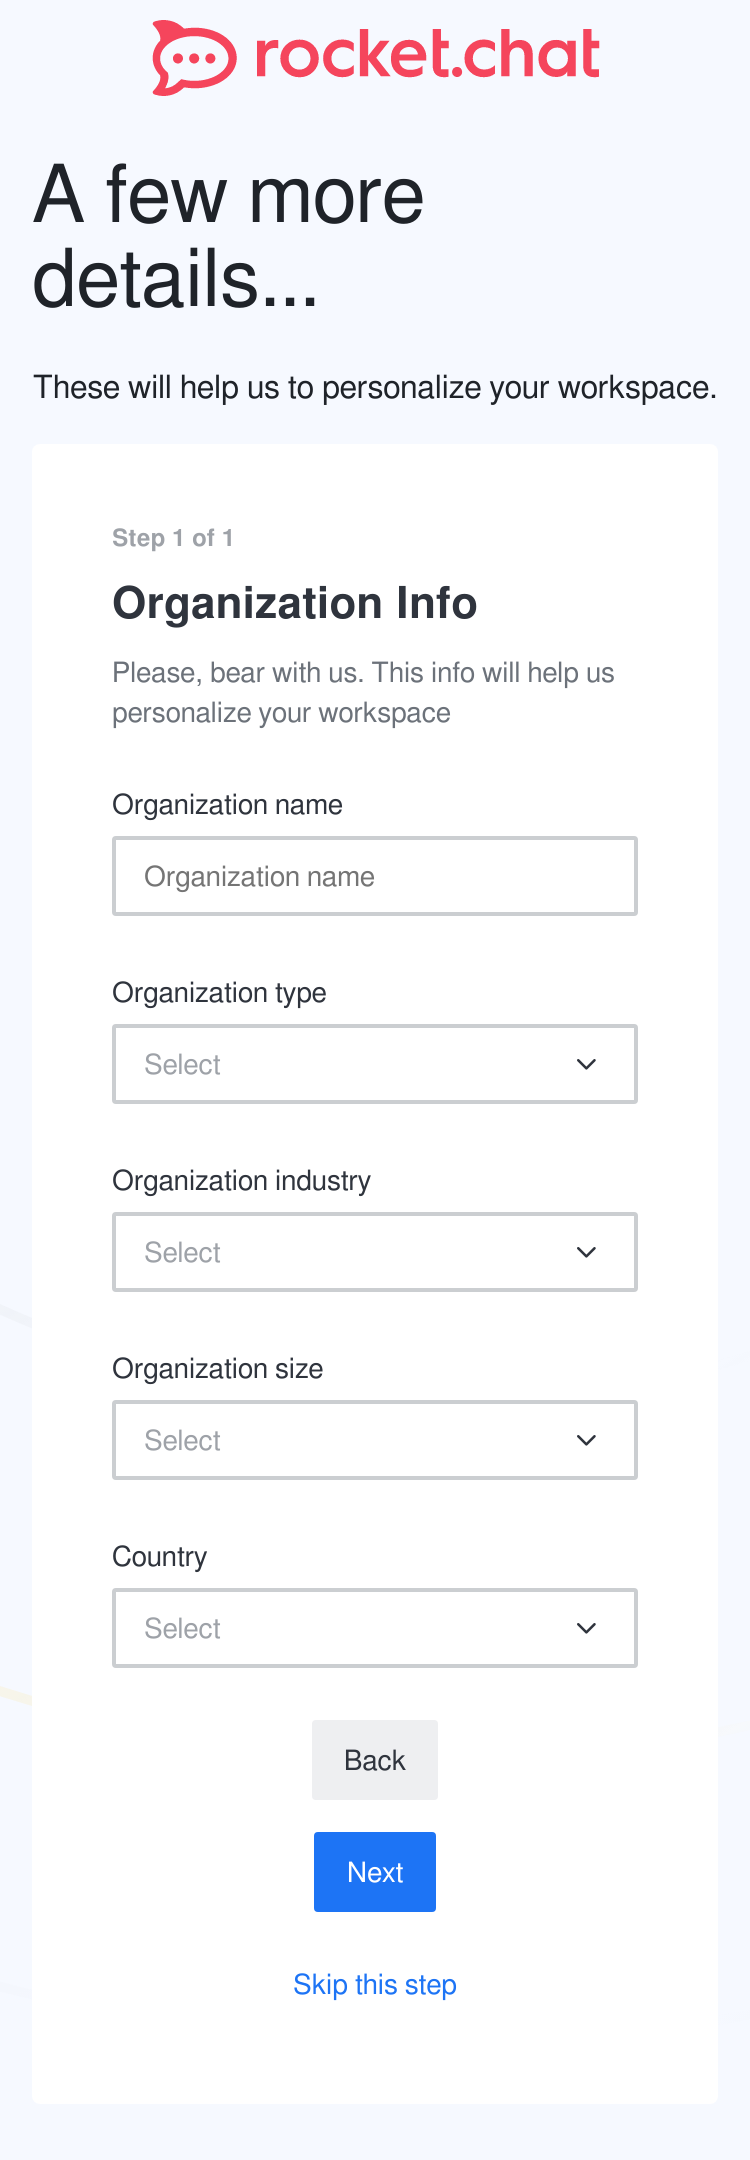 rocket.chat
A few more
details...
These will help us to personalize your workspace.
Step 1 of 1
Organization Info
Please, bear with us. This info will help us
personalize your workspace
Organization name
Organization name
Organization type
Select
Organization industry
Select
Organization size
Select
Country
Select
Back
Next
Skip this step